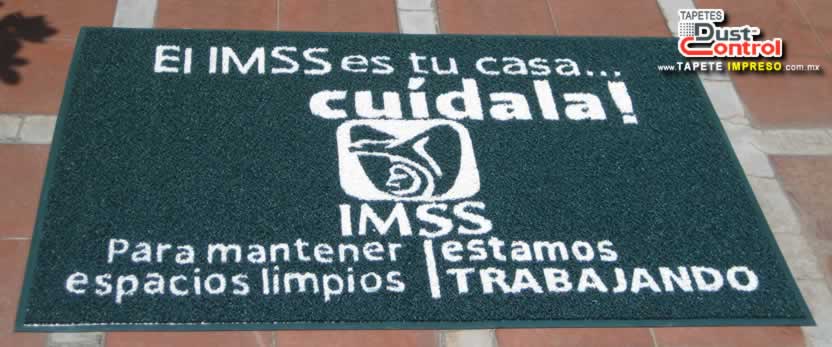 TAPETES
Dust
Control
www.TAPETE IMPRESO.com.mx
El IMSS es tu casa...
cuídala!
IMSS
Para mantener
espacios limpios
estamos
TRABAJANDO